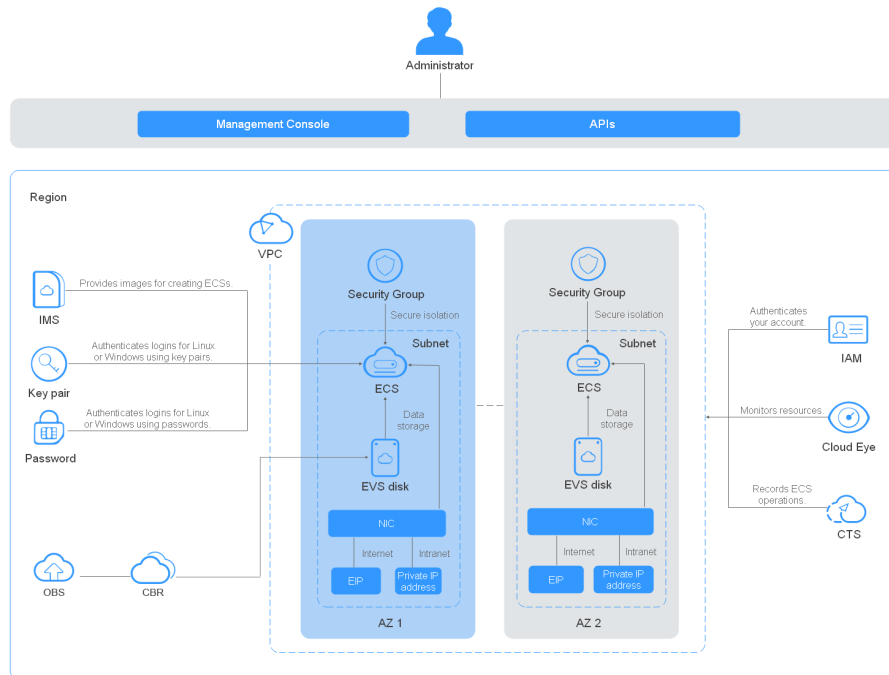 Administrator
Management Console
APIs
Region
VPC
IMS
Provides images for creating ECSs.
Key pair
Authenticates logins for Linux
or Windows using key pairs.
Password
Authenticates logins for Linux
or Windows using passwords.
OBS
CBR
Security Group
Secure isolation
Subnet
ECS
Data
storage
EVS disk
NIC
Internet
Intranet
EIP
Private IP
address
AZ 1
Security Group
Secure isolation
Subnet
ECS
Data
storage
EVS disk
NIC
Internet
Intranet
EIP
Private IP
address
AZ 2
Authenticates
your account.
IAM
Monitors resources.
Cloud Eye
Records ECS
operations.
CTS